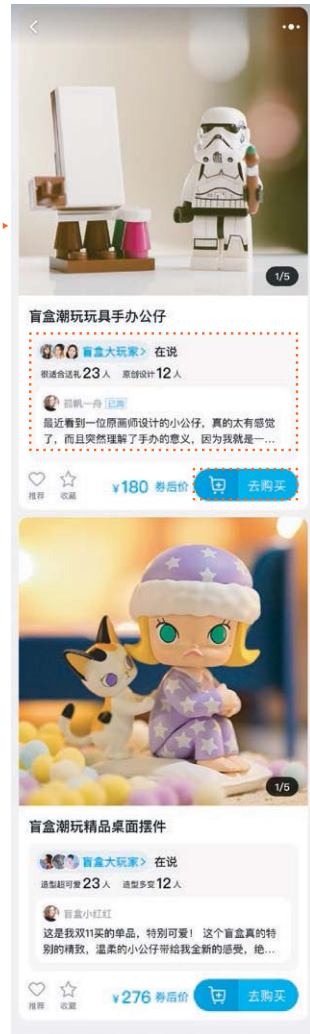 1/5
盲盒潮玩玩具手办公仔
盲盒大玩家> 在说
很适合送礼23人 原创设计12人
孤帆一舟 已购
最近看到一位原画师设计的小公仔，真的太有感觉
了，而且突然理解了手办的意义，因为我就是一…
推荐 收藏 ¥180 券后价 去购买
1/5
盲盒潮玩精品桌面摆件
盲盒大玩家> 在说
造型超可爱23人 造型多变12人
盲盒小红红
这是我双11买的单品，特别可爱！ 这个盲盒真的特
别的精致，温柔的小公仔带给我全新的感受，绝…
推荐 收藏 ¥276 券后价 去购买